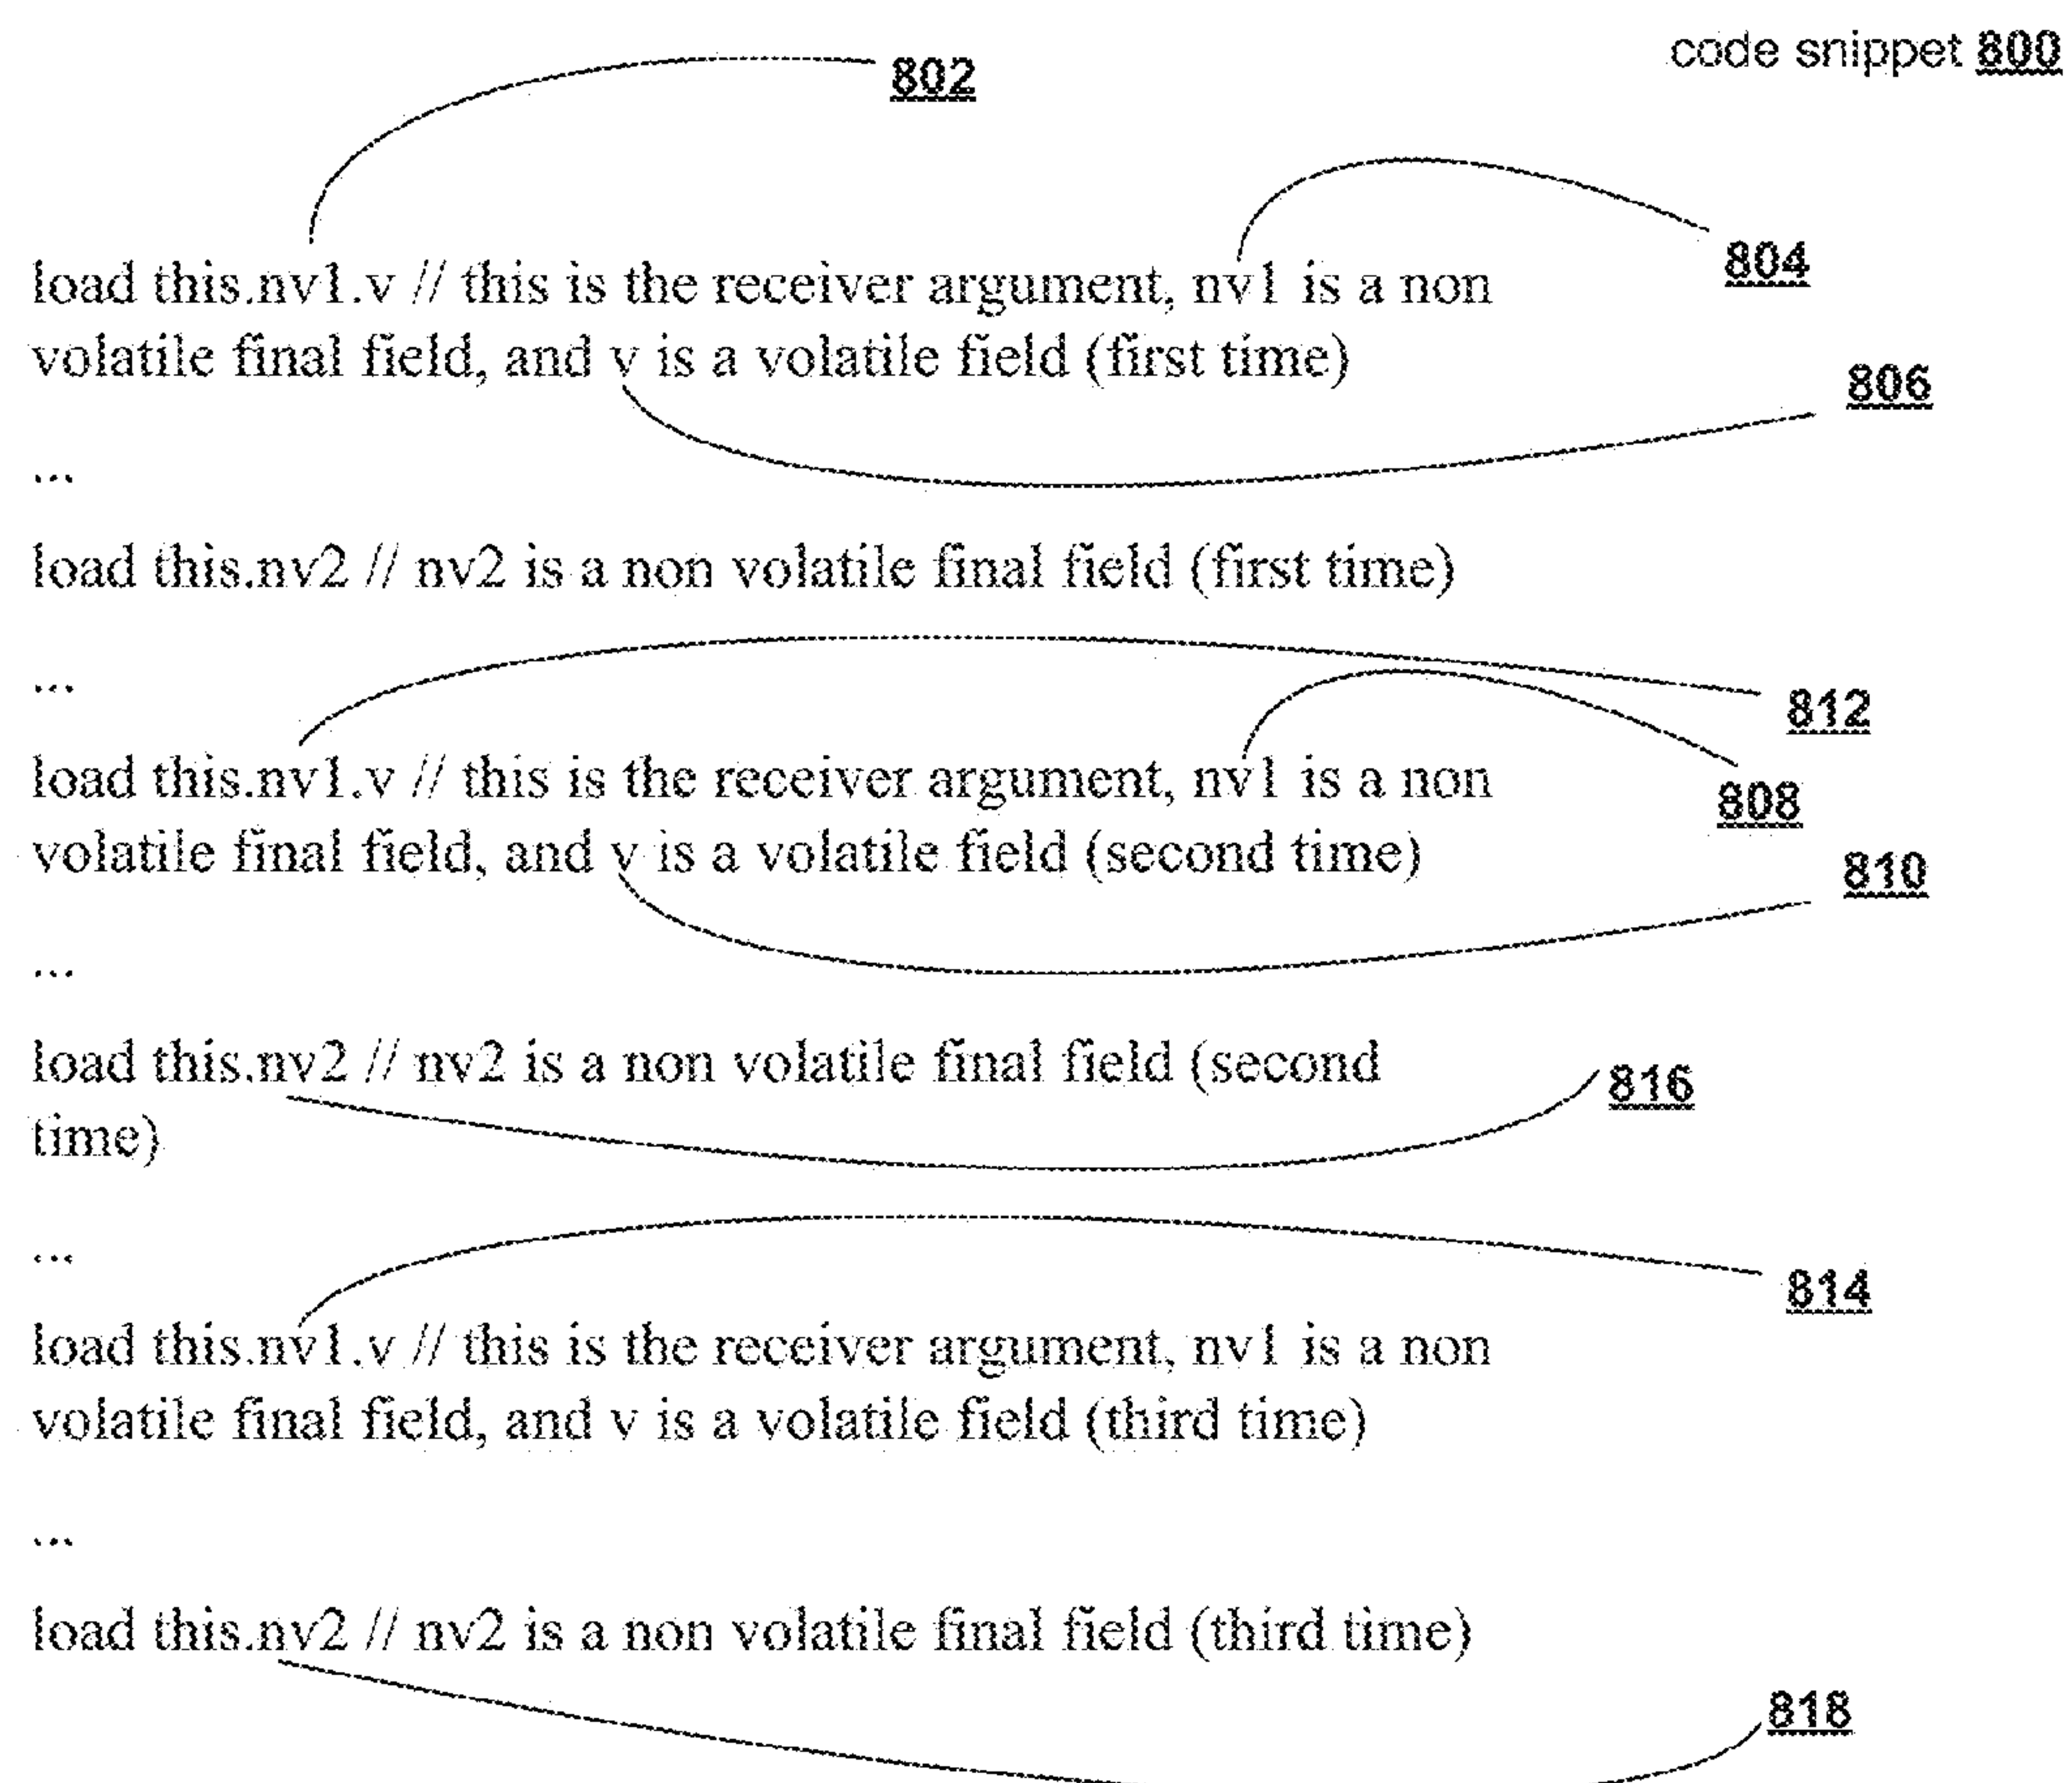 code snippet 800
802
804
load this.nv1.v // this is the receiver argument, nv1 is a non
volatile final field, and v is a volatile field (first time)
806
...
load this.nv2 // nv2 is a non volatile final field (first time)
...
812
load this.nv1.v // this is the receiver argument, nv1 is a non
808
volatile final field, and v is a volatile field (second time)
810
...
load this.nv2 // nv2 is a non volatile final field (second
816
time)
...
814
load this.nv1.v // this is the receiver argument, nv1 is a non
volatile final field, and v is a volatile field (third time)
...
load this.nv2 // nv2 is a non volatile final field (third time)
818